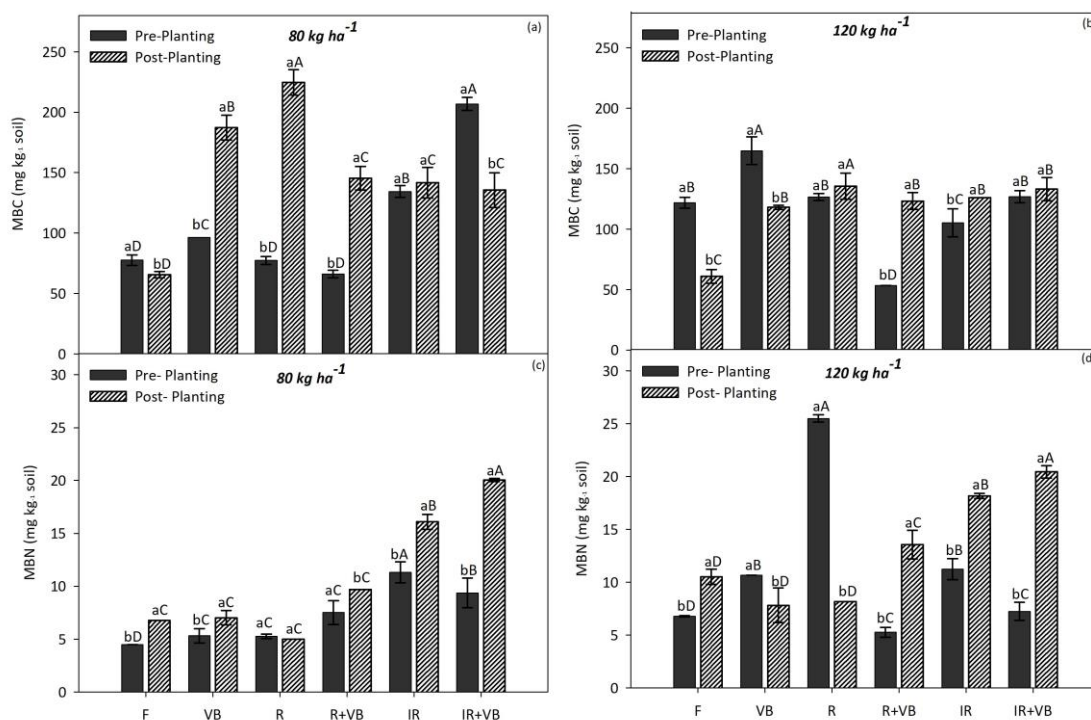 (a)
80 kg ha-1
Pre-Planting
Post-Planting
250
200
150
100
50
0
MBC (mg kg-1 soil)
aD
bD
bC
aB
bD
aA
bD
aC
aB
aC
aA
bC
(b)
120 kg ha-1
Pre-Planting
Post-Planting
250
200
150
100
50
0
MBC (mg kg-1 soil)
aB
bC
aA
bB
aB
aA
bD
aB
bC
aB
aB
aB
(c)
80 kg ha-1
Pre- Planting
Post- Planting
30
25
20
15
10
5
0
MBN (mg kg-1 soil)
bD
aC
bC
aC
aC
aC
aC
bC
bA
aB
bB
aA
F VB R R+VB IR IR+VB
(d)
120 kg ha-1
Pre- Planting
Post- Planting
30
25
20
15
10
5
0
MBN (mg kg-1 soil)
bD
aD
aB
bD
aA
bD
bC
aC
bB
aB
bC
aA
F VB R R+VB IR IR+VB